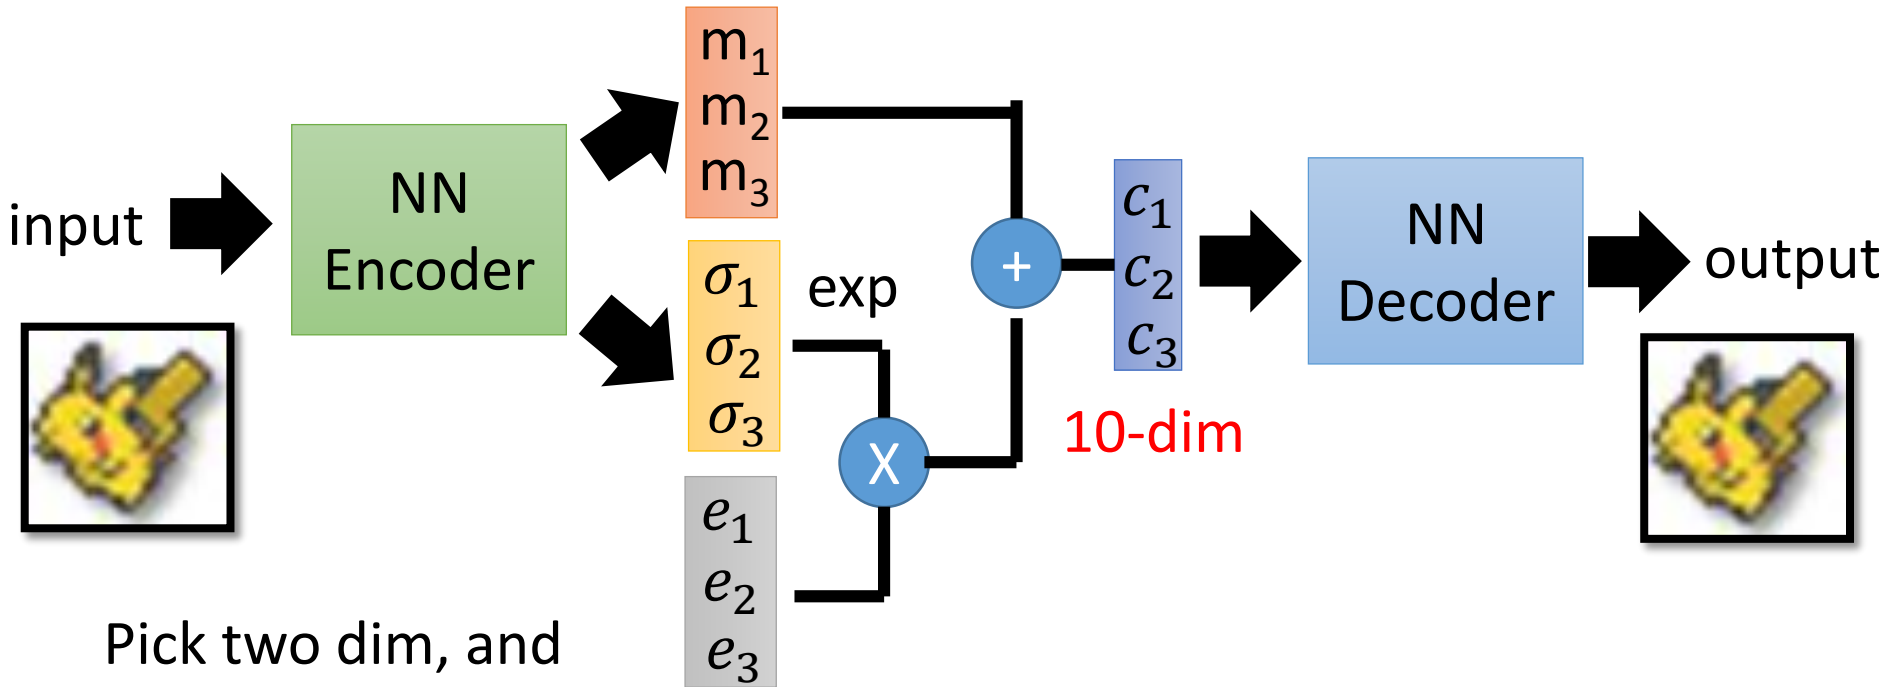 input
NN
Encoder
m₁
m₂
m₃
σ₁
σ₂
σ₃
exp
e₁
e₂
e₃
X
+
c₁
c₂
c₃
10-dim
NN
Decoder
output
Pick two dim, and